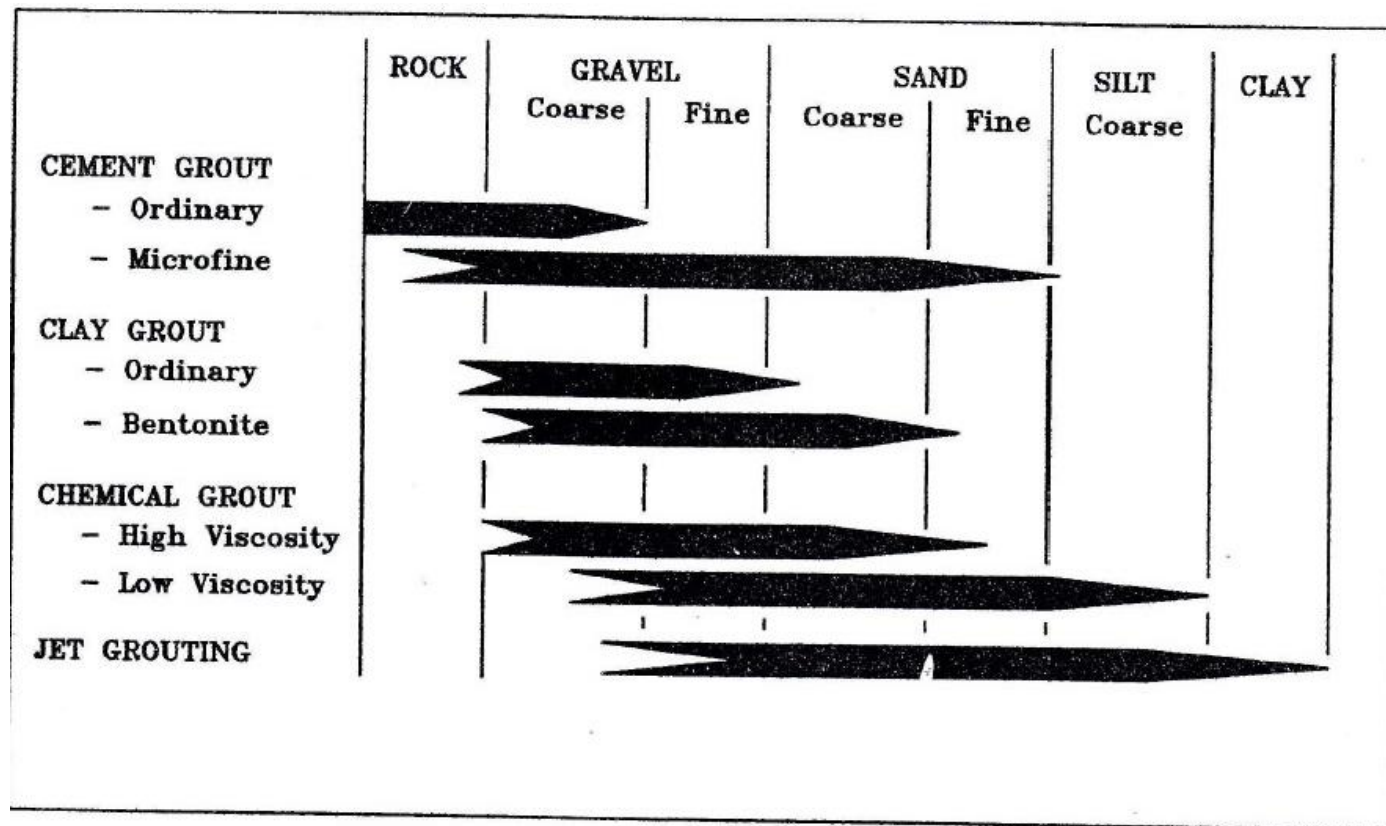 ROCK GRAVEL SAND SILT CLAY
Coarse Fine Coarse Fine Coarse
CEMENT GROUT
- Ordinary
- Microfine
CLAY GROUT
- Ordinary
- Bentonite
CHEMICAL GROUT
- High Viscosity
- Low Viscosity
JET GROUTING